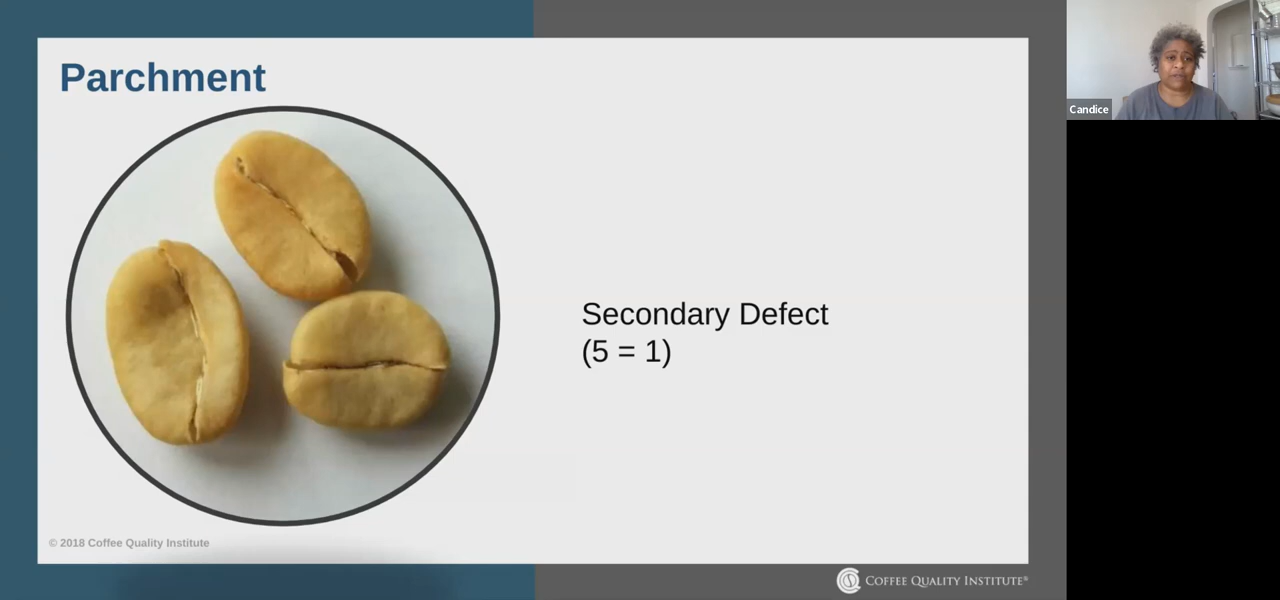 Parchment
Candice
Secondary Defect
(5 = 1)
© 2018 Coffee Quality Institute
COFFEE QUALITY INSTITUTE®